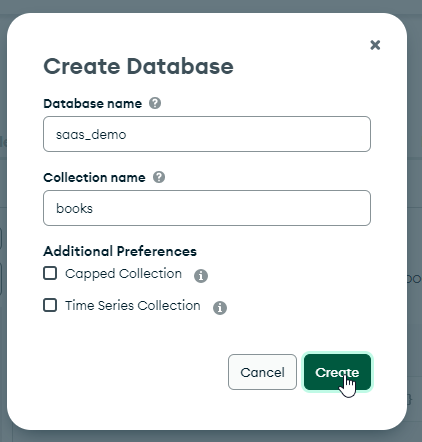 Create Database
Database name
saas_demo
Collection name
books
Additional Preferences
Capped Collection
Time Series Collection
Cancel Create